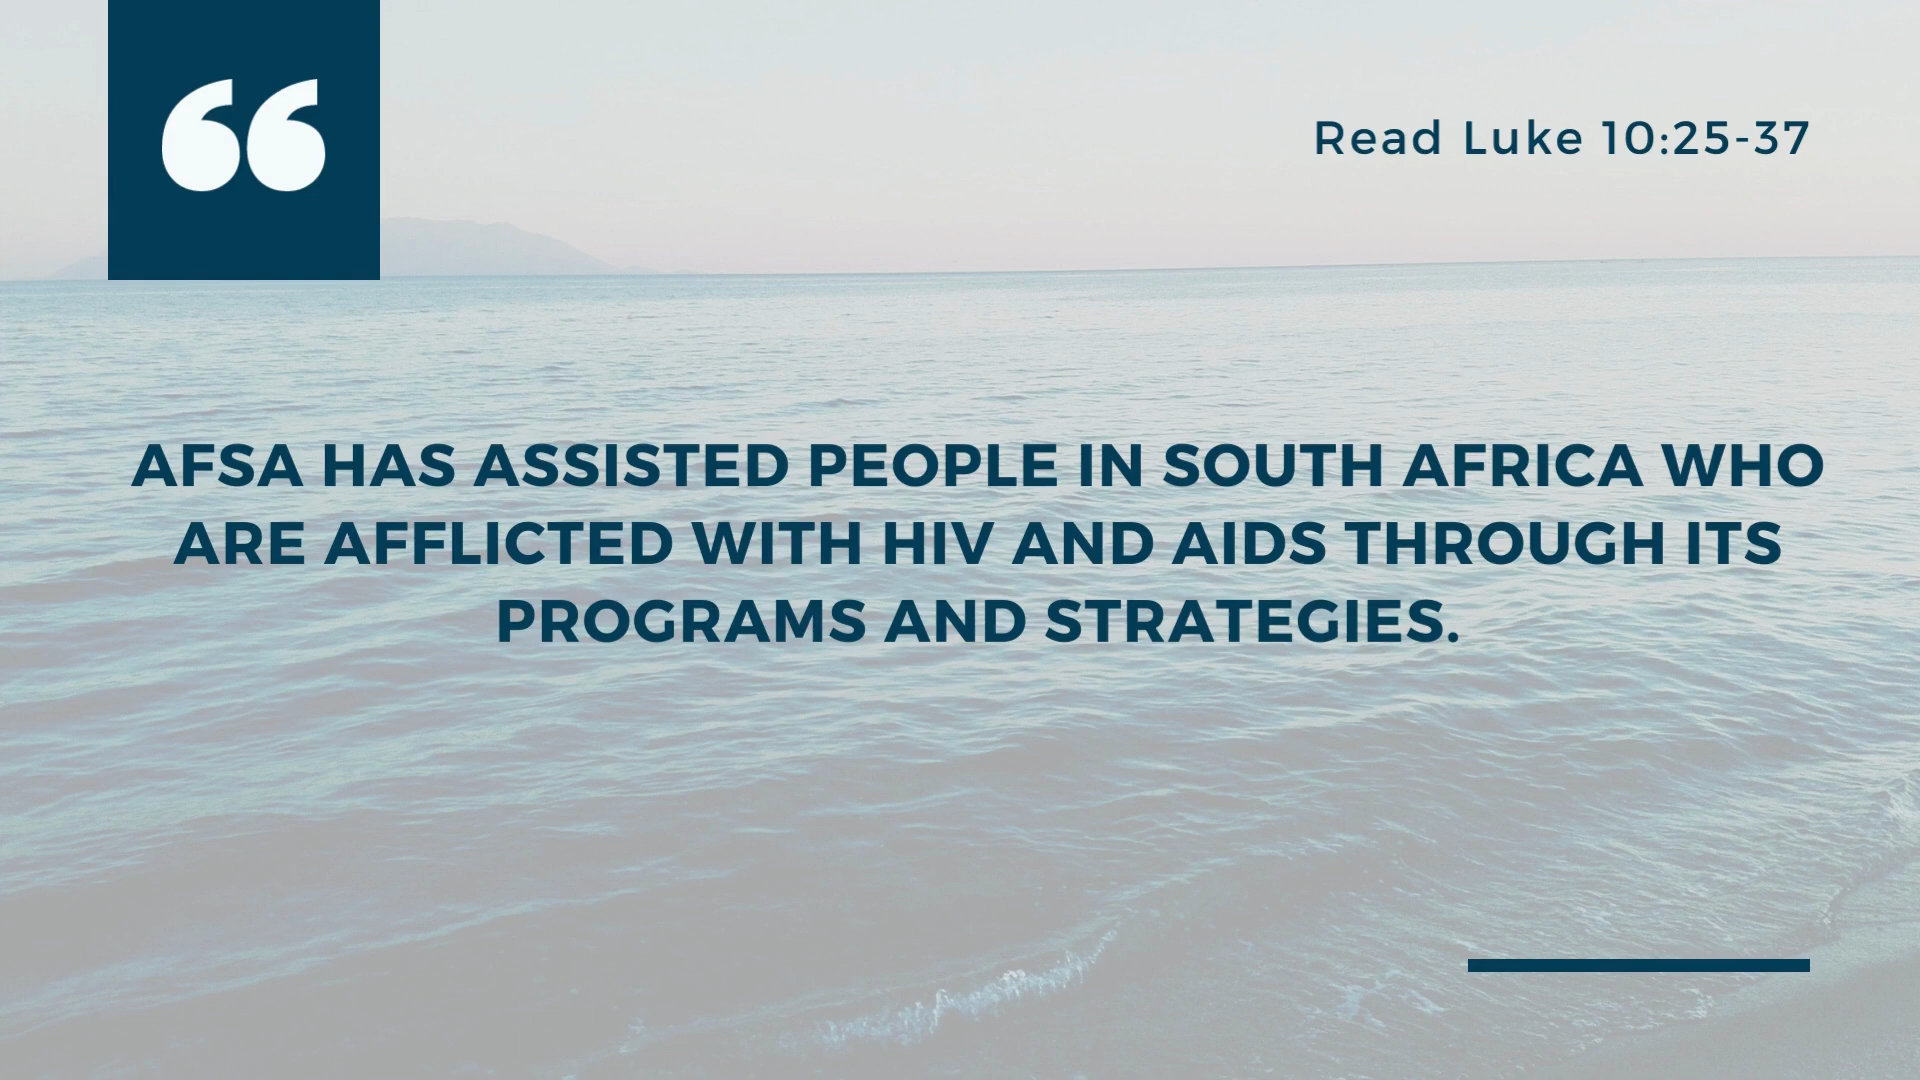 Read Luke 10:25-37
AFSA HAS ASSISTED PEOPLE IN SOUTH AFRICA WHO
ARE AFFLICTED WITH HIV AND AIDS THROUGH ITS
PROGRAMS AND STRATEGIES.